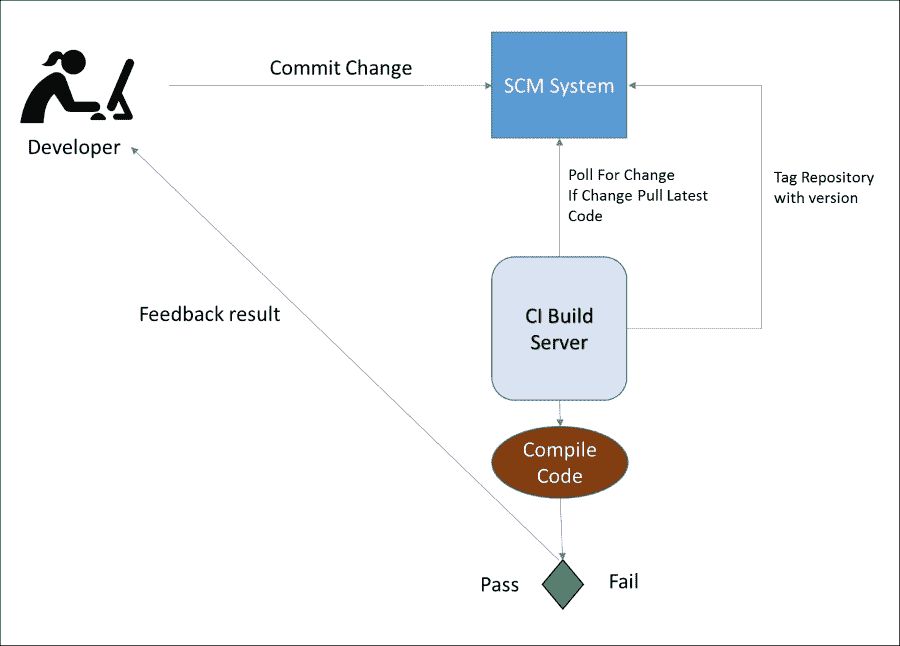 Commit Change
SCM System
Developer
Poll For Change
If Change Pull Latest
Code
Tag Repository
with version
Feedback result
CI Build
Server
Compile
Code
Pass
Fail